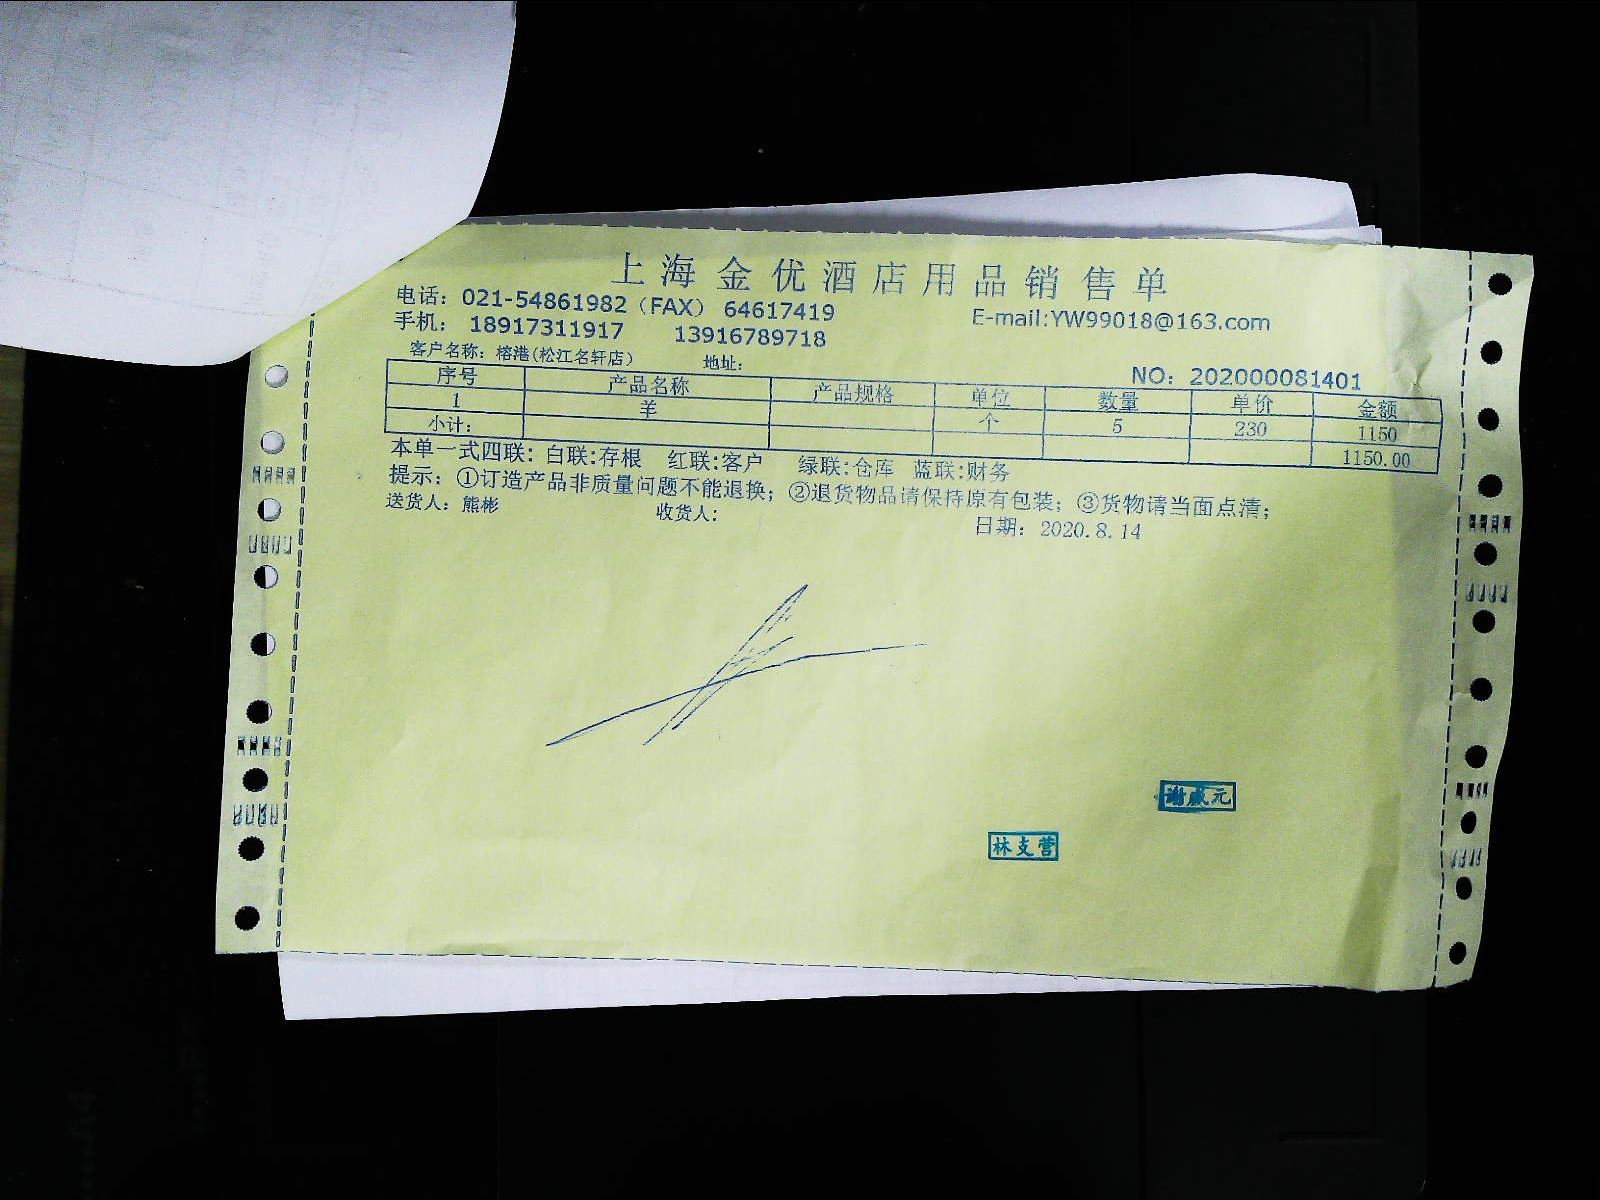 上海金优酒店用品销售单
电话：021-54861982（FAX） 64617419
E-mail:YW99018@163.com
手机： 18917311917 13916789718
客户名称：榕港(松江名轩店) 地址：
NO：202000081401
序号 产品名称 产品规格 单位 数量 单价 金额
1 羊 个 5 230 1150
小计： 1150.00
本单一式四联：白联:存根 红联:客户 绿联:仓库 蓝联:财务
提示：①订造产品非质量问题不能退换；②退货物品请保持原有包装；③货物请当面点清；
送货人：熊彬 收货人： 日期：2020.8.14
林支营